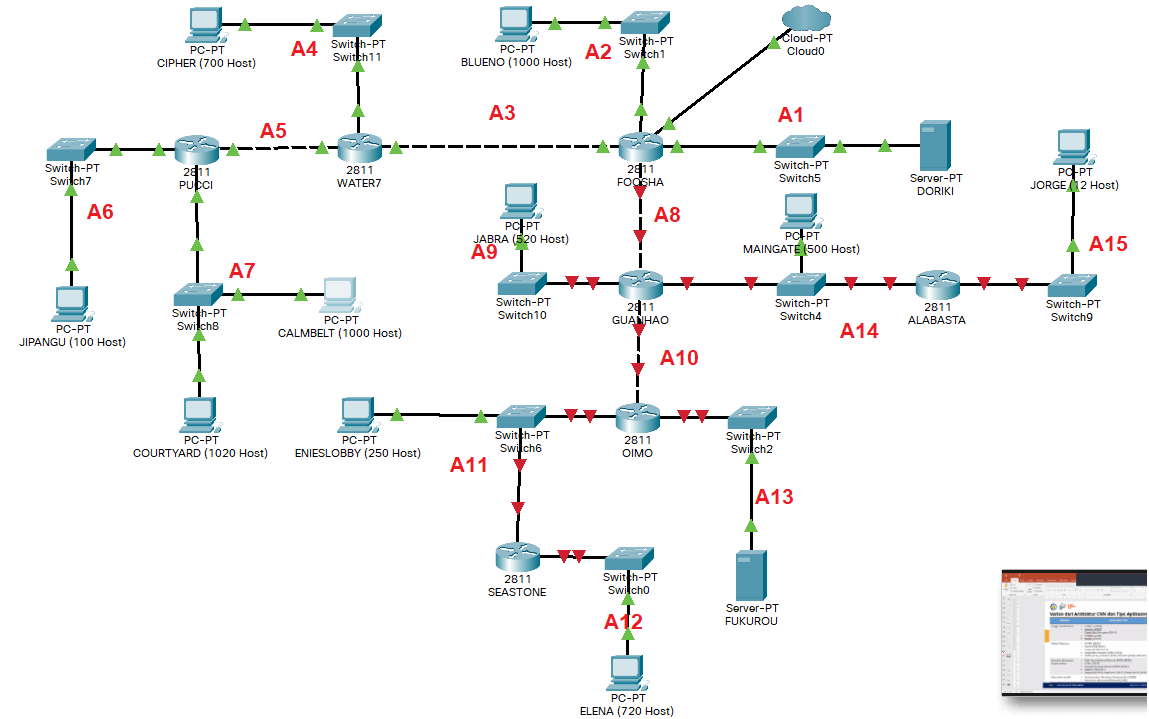 PC-PT
CIPHER (700 Host)
A4
Switch-PT
Switch11
PC-PT
BLUENO (1000 Host)
A2
Switch-PT
Switch1
Cloud-PT
Cloud0
A3
A1
A5
Switch-PT
Switch7
2811
PUCCI
2811
WATER7
2811
FOOSHA
Switch-PT
Switch5
Server-PT
DORIKI
PC-PT
JORGE (12 Host)
A6
A8
PC-PT
JABRA (520 Host)
A9
PC-PT
MAINGATE (500 Host)
A15
A7
Switch-PT
Switch8
Switch-PT
Switch10
2811
GUANHAO
Switch-PT
Switch4
2811
ALABASTA
Switch-PT
Switch9
PC-PT
JIPANGU (100 Host)
PC-PT
CALMBELT (1000 Host)
A14
A10
PC-PT
COURTYARD (1020 Host)
PC-PT
ENIESLOBBY (250 Host)
Switch-PT
Switch6
2811
OIMO
Switch-PT
Switch2
A11
A13
2811
SEASTONE
Switch-PT
Switch0
A12
Server-PT
FUKUROU
PC-PT
ELENA (720 Host)